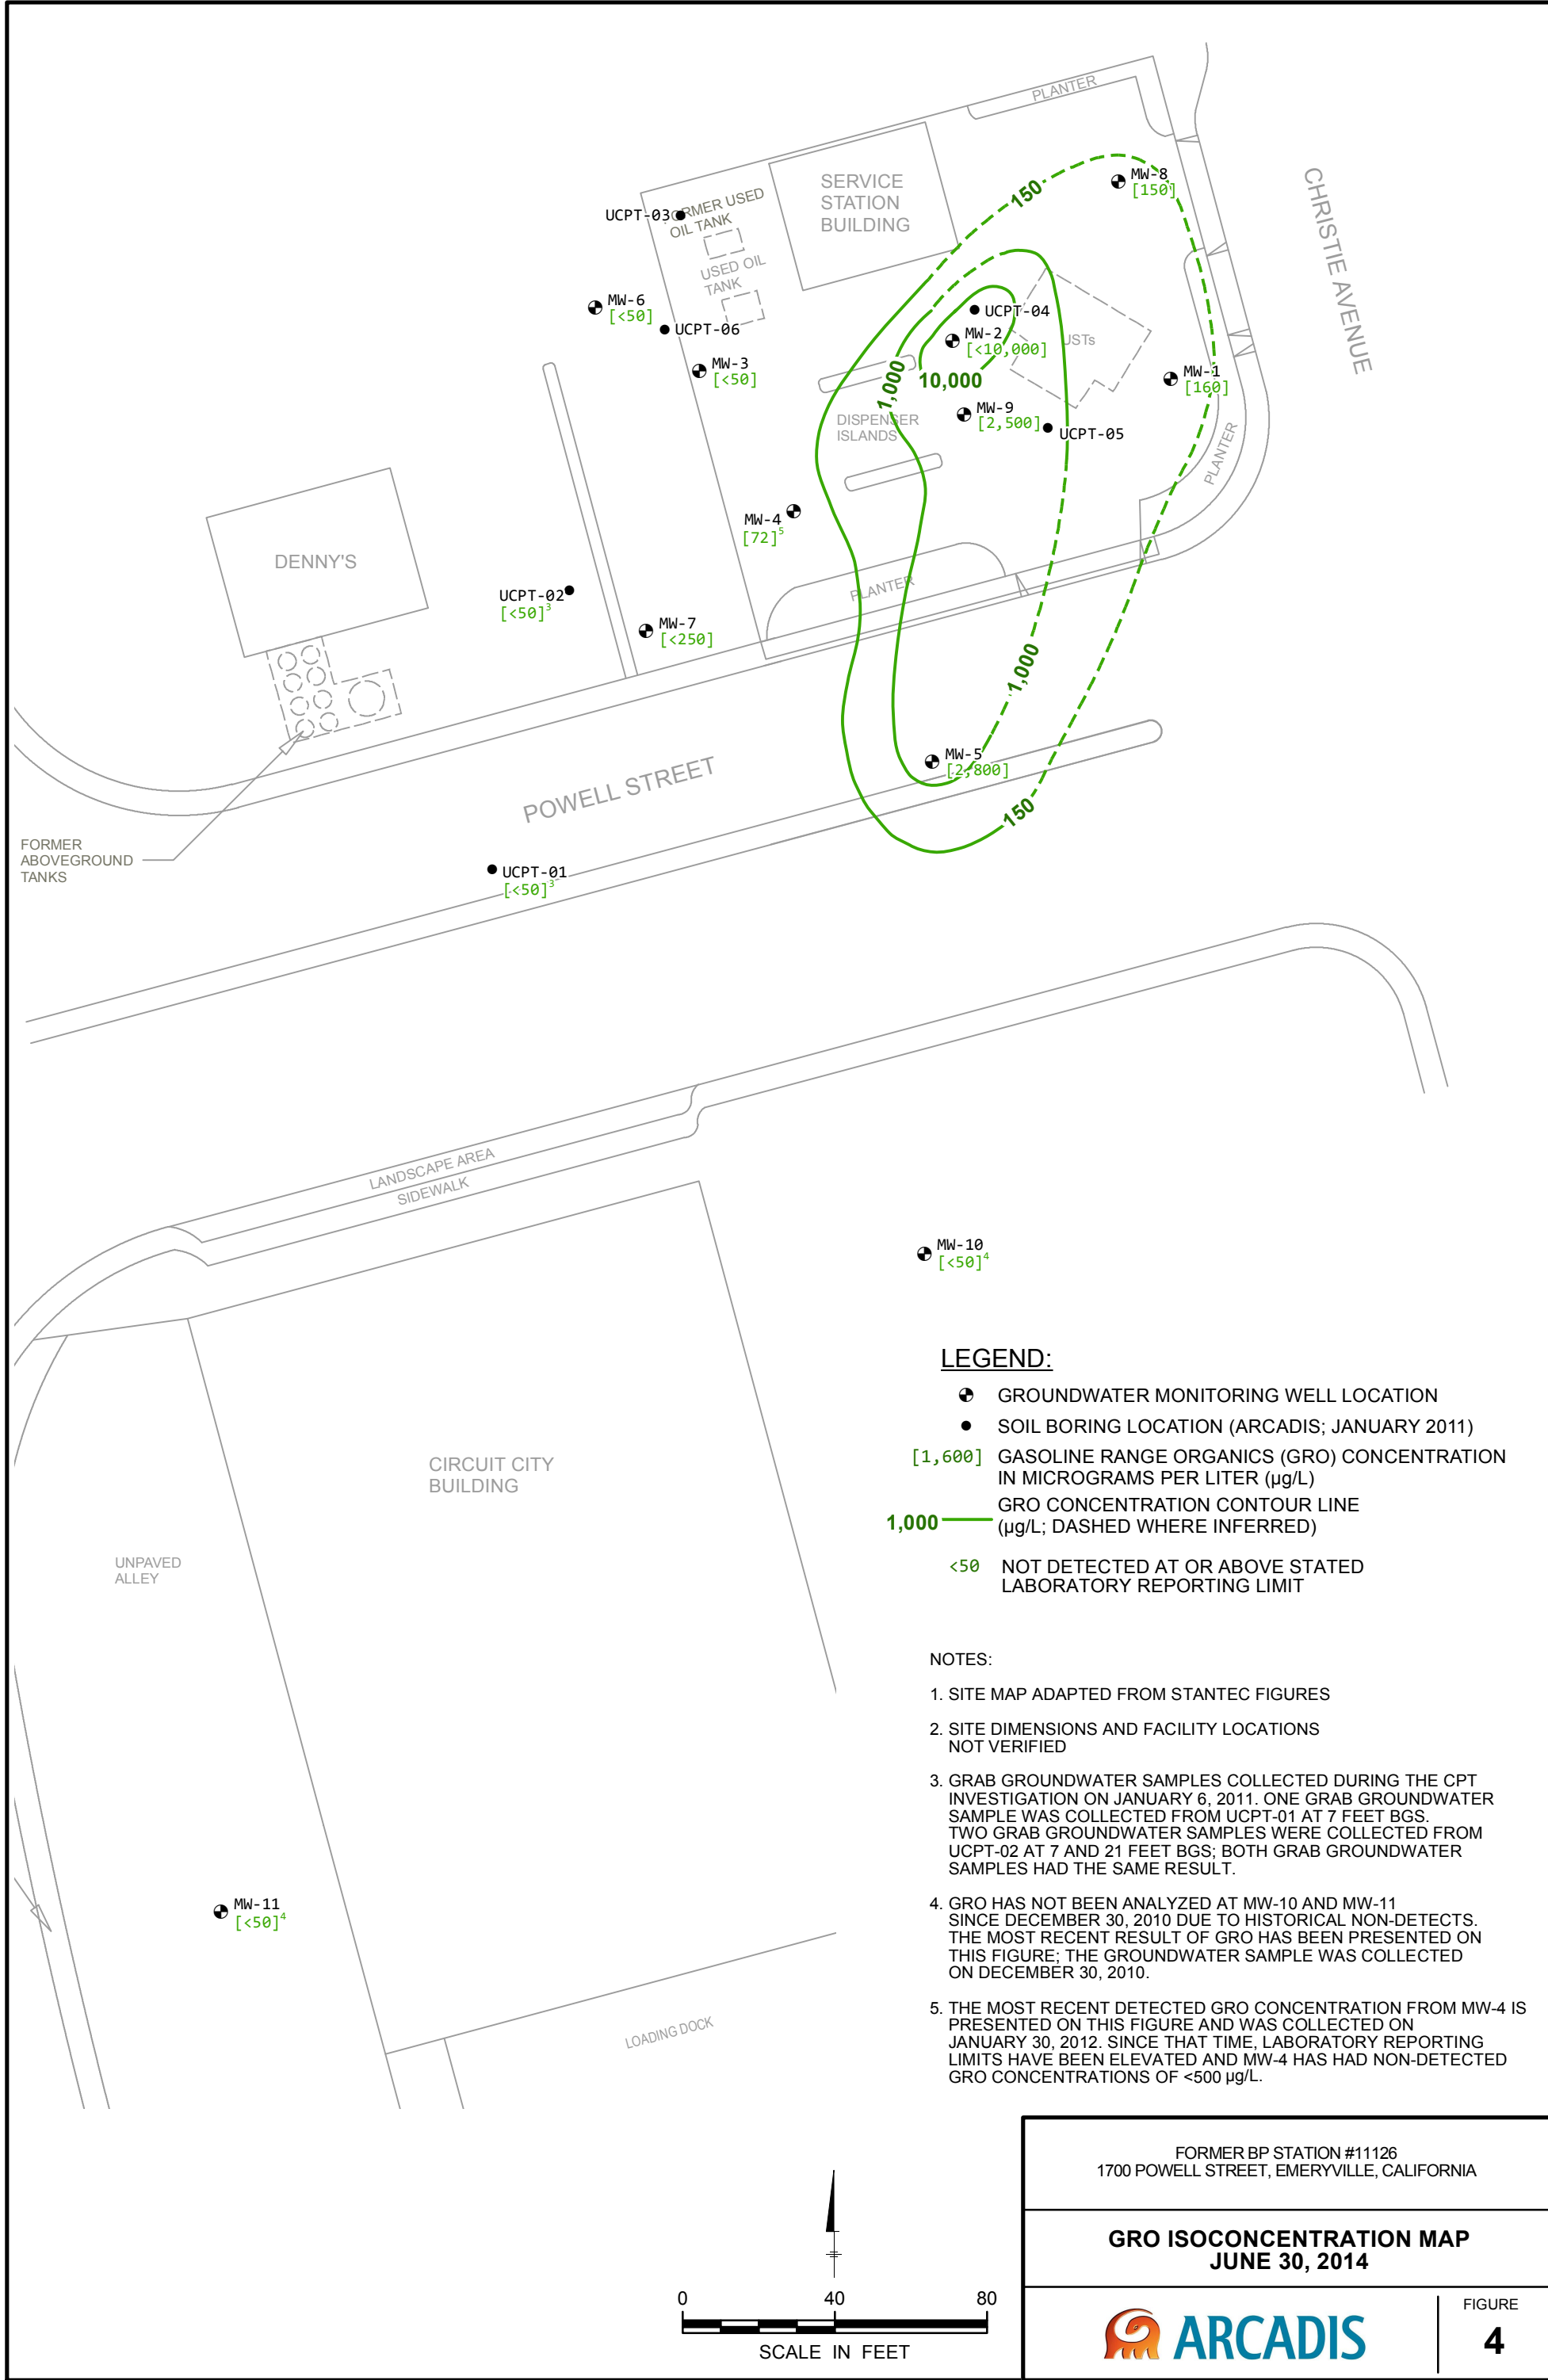 PLANTER
CHRISTIE AVENUE
SERVICE
STATION
BUILDING
150
MW-8
[150]
UCPT-03
FORMER USED
OIL TANK
USED OIL
TANK
MW-6
[<50]
UCPT-06
UCPT-04
MW-2
[<10,000]
USTs
MW-3
[<50]
1,000
10,000
MW-1
[160]
MW-9
[2,500]
DISPENSER
ISLANDS
UCPT-05
PLANTER
MW-4
[72]5
DENNY'S
PLANTER
UCPT-02
[<50]3
MW-7
[<250]
1,000
MW-5
[2,800]
POWELL STREET
150
FORMER
ABOVEGROUND
TANKS
UCPT-01
[<50]3
LANDSCAPE AREA
SIDEWALK
MW-10
[<50]4
CIRCUIT CITY
BUILDING
UNPAVED
ALLEY
MW-11
[<50]4
LOADING DOCK
LEGEND:
GROUNDWATER MONITORING WELL LOCATION
SOIL BORING LOCATION (ARCADIS; JANUARY 2011)
[1,600] GASOLINE RANGE ORGANICS (GRO) CONCENTRATION
IN MICROGRAMS PER LITER (µg/L)
1,000 GRO CONCENTRATION CONTOUR LINE
(µg/L; DASHED WHERE INFERRED)
<50 NOT DETECTED AT OR ABOVE STATED
LABORATORY REPORTING LIMIT
NOTES:
1. SITE MAP ADAPTED FROM STANTEC FIGURES
2. SITE DIMENSIONS AND FACILITY LOCATIONS
NOT VERIFIED
3. GRAB GROUNDWATER SAMPLES COLLECTED DURING THE CPT
INVESTIGATION ON JANUARY 6, 2011. ONE GRAB GROUNDWATER
SAMPLE WAS COLLECTED FROM UCPT-01 AT 7 FEET BGS.
TWO GRAB GROUNDWATER SAMPLES WERE COLLECTED FROM
UCPT-02 AT 7 AND 21 FEET BGS; BOTH GRAB GROUNDWATER
SAMPLES HAD THE SAME RESULT.
4. GRO HAS NOT BEEN ANALYZED AT MW-10 AND MW-11
SINCE DECEMBER 30, 2010 DUE TO HISTORICAL NON-DETECTS.
THE MOST RECENT RESULT OF GRO HAS BEEN PRESENTED ON
THIS FIGURE; THE GROUNDWATER SAMPLE WAS COLLECTED
ON DECEMBER 30, 2010.
5. THE MOST RECENT DETECTED GRO CONCENTRATION FROM MW-4 IS
PRESENTED ON THIS FIGURE AND WAS COLLECTED ON
JANUARY 30, 2012. SINCE THAT TIME, LABORATORY REPORTING
LIMITS HAVE BEEN ELEVATED AND MW-4 HAS HAD NON-DETECTED
GRO CONCENTRATIONS OF <500 µg/L.
0 40 80
SCALE IN FEET
FORMER BP STATION #11126
1700 POWELL STREET, EMERYVILLE, CALIFORNIA
GRO ISOCONCENTRATION MAP
JUNE 30, 2014
ARCADIS
FIGURE
4